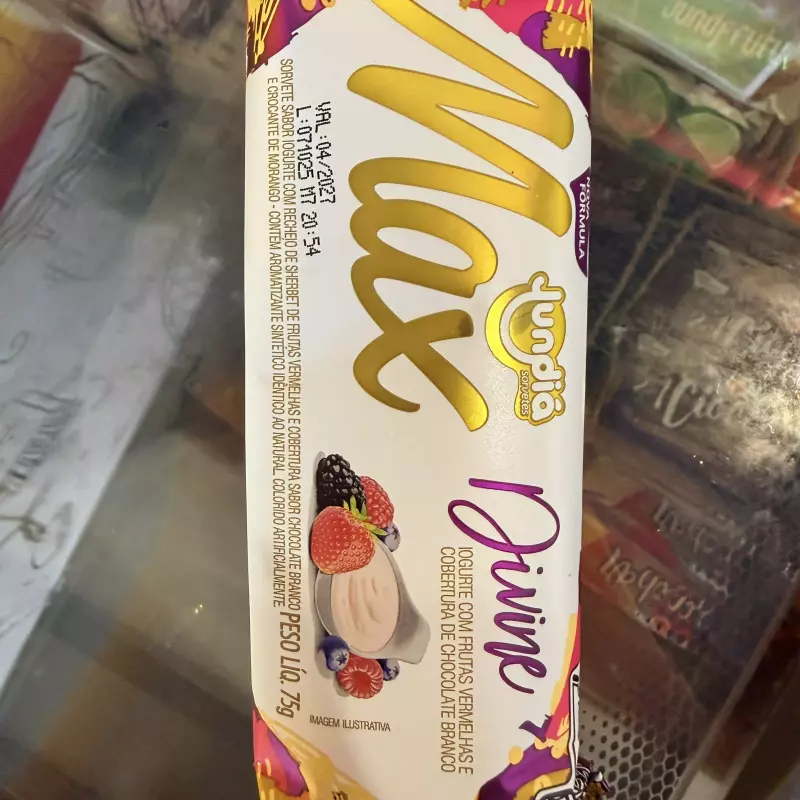 Max
NOVA
FÓRMULA
Jundiá
sorvetes
Divine
IOGURTE COM FRUTAS VERMELHAS E
COBERTURA DE CHOCOLATE BRANCO
VAL:04/2027
L:071025 M7 20:54
SORVETE SABOR IOGURTE COM RECHEIO DE SHERBET DE FRUTAS VERMELHAS E COBERTURA SABOR CHOCOLATE BRANCO
E CROCANTE DE MORANGO - CONTÉM AROMATIZANTE SINTÉTICO IDÊNTICO AO NATURAL. COLORIDO ARTIFICIALMENTE.
PESO LÍQ. 75g
IMAGEM ILUSTRATIVA